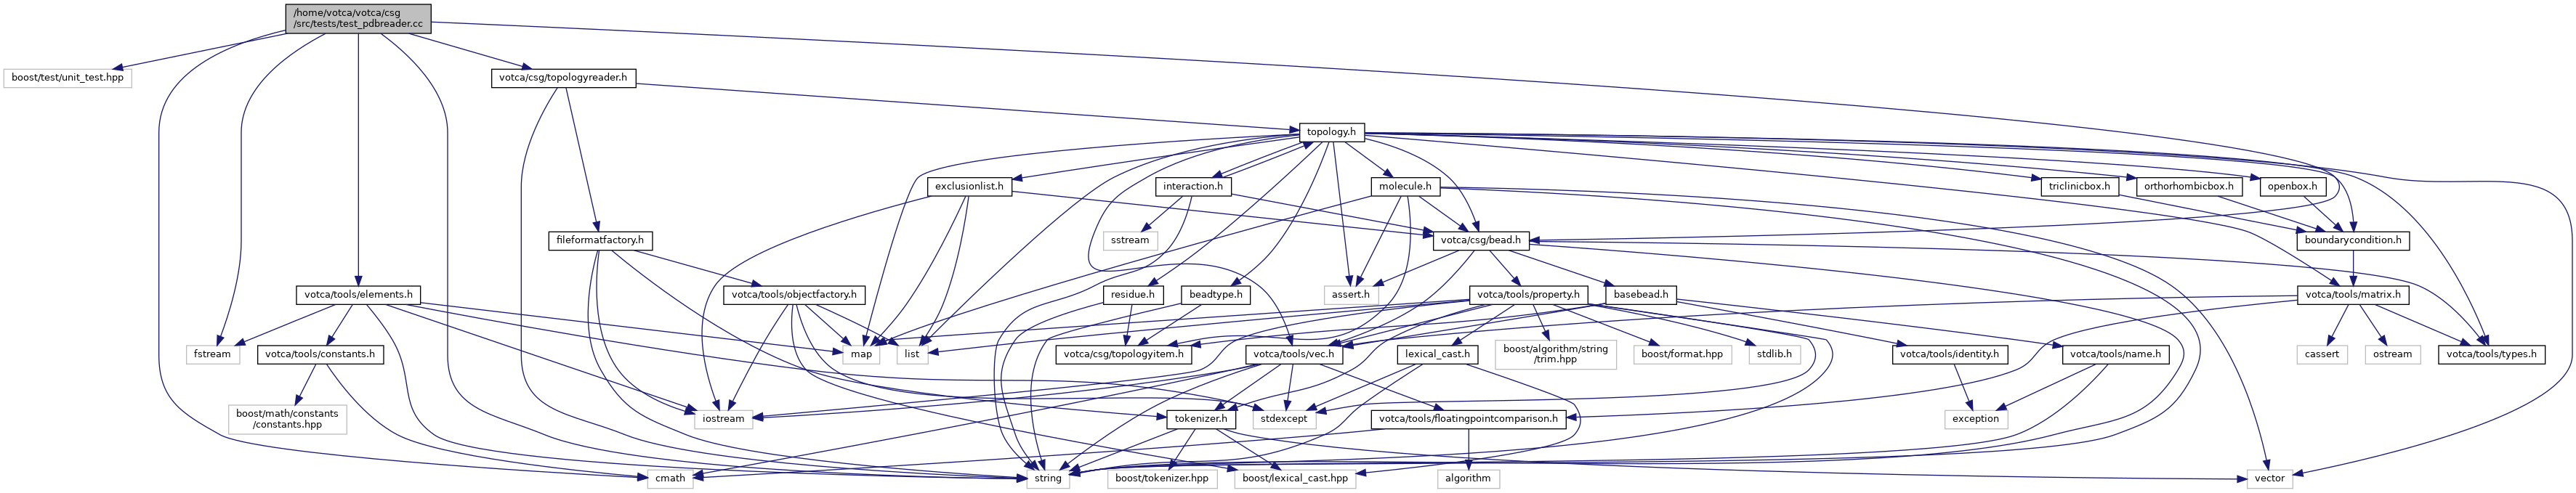 /home/votca/votca/csg
/src/tests/test_pdbreader.cc
boost/test/unit_test.hpp
votca/csg/topologyreader.h
topology.h
exclusionlist.h
interaction.h
molecule.h
triclinicbox.h
orthorhombicbox.h
openbox.h
fileformatfactory.h
sstream
votca/csg/bead.h
boundarycondition.h
votca/tools/elements.h
votca/tools/objectfactory.h
residue.h
beadtype.h
assert.h
votca/tools/property.h
basebead.h
votca/tools/matrix.h
fstream
votca/tools/constants.h
map
list
votca/csg/topologyitem.h
votca/tools/vec.h
lexical_cast.h
boost/algorithm/string
/trim.hpp
boost/format.hpp
stdlib.h
votca/tools/identity.h
votca/tools/name.h
cassert
ostream
votca/tools/types.h
boost/math/constants
/constants.hpp
iostream
tokenizer.h
stdexcept
votca/tools/floatingpointcomparison.h
exception
cmath
string
boost/tokenizer.hpp
boost/lexical_cast.hpp
algorithm
vector